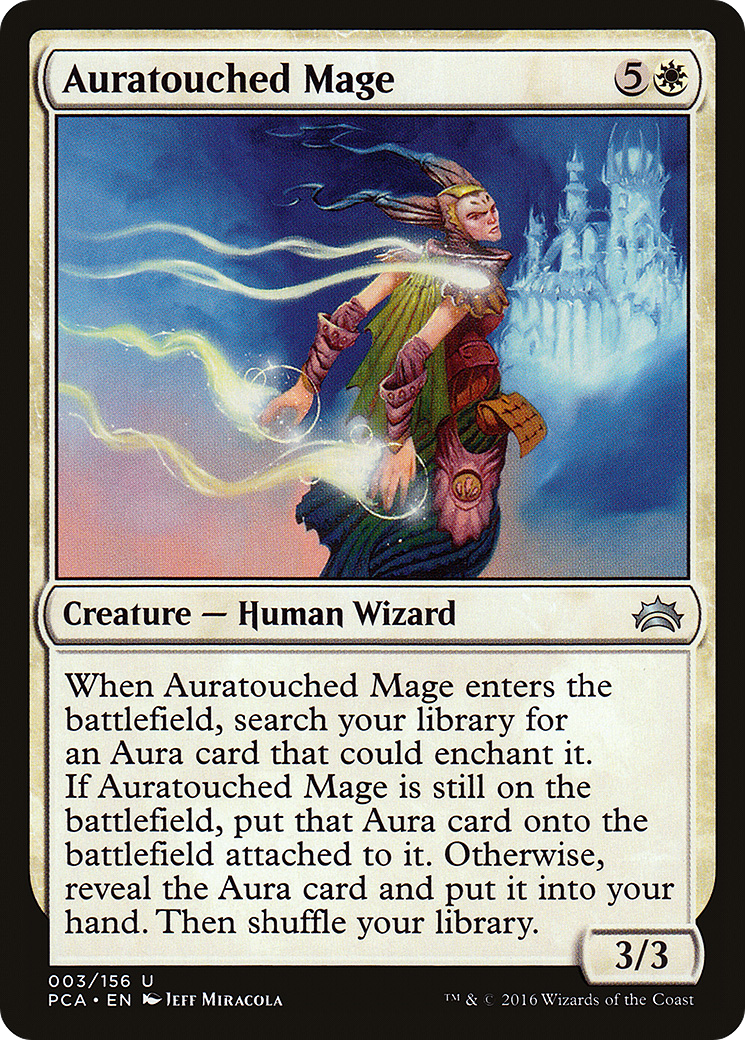 Auratouched Mage 5
Creature — Human Wizard
When Auratouched Mage enters the
battlefield, search your library for
an Aura card that could enchant it.
If Auratouched Mage is still on the
battlefield, put that Aura card onto the
battlefield attached to it. Otherwise,
reveal the Aura card and put it into your
hand. Then shuffle your library.
3/3
003/156 U
PCA • EN Jeff Miracola ™ & © 2016 Wizards of the Coast